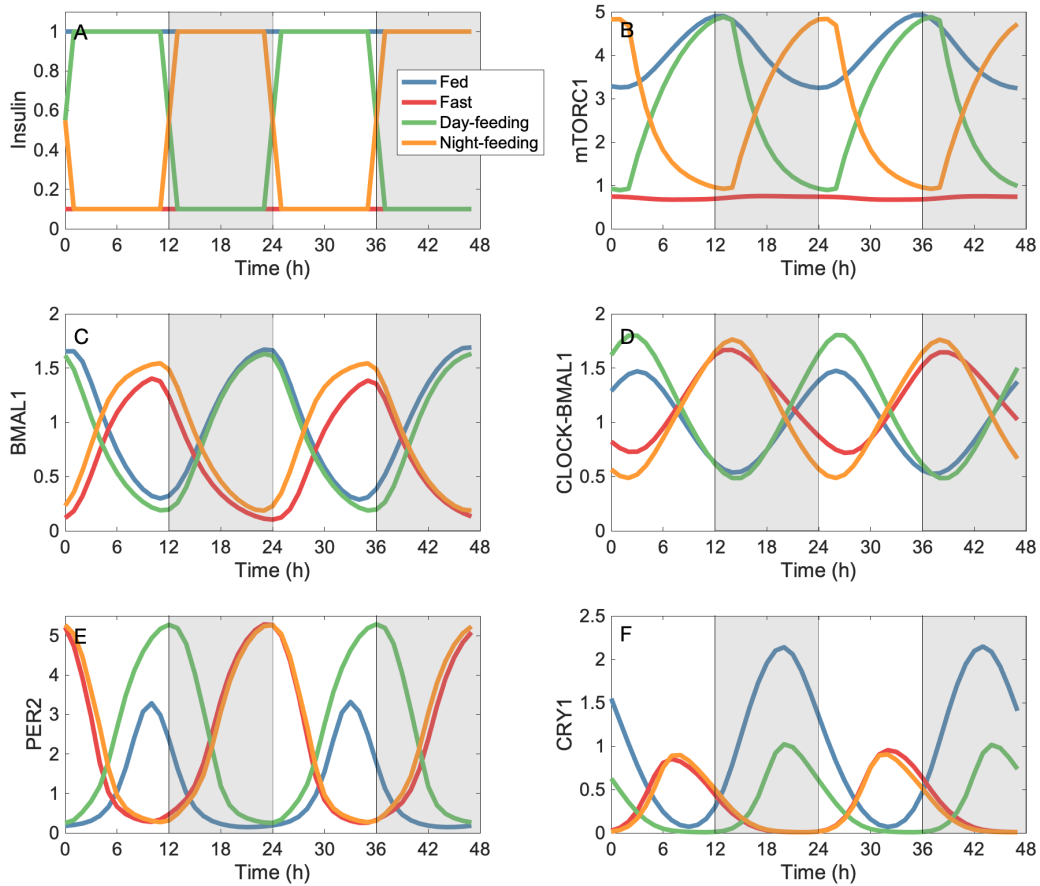 A
1
0.8
0.6
0.4
0.2
0
Insulin
0 6 12 18 24 30 36 42 48
Time (h)
Fed
Fast
Day-feeding
Night-feeding
B
5
4
3
2
1
0
mTORC1
0 6 12 18 24 30 36 42 48
Time (h)
C
2
1.5
1
0.5
0
BMAL1
0 6 12 18 24 30 36 42 48
Time (h)
D
2
1.5
1
0.5
0
CLOCK-BMAL1
0 6 12 18 24 30 36 42 48
Time (h)
E
5
4
3
2
1
0
PER2
0 6 12 18 24 30 36 42 48
Time (h)
F
2.5
2
1.5
1
0.5
0
CRY1
0 6 12 18 24 30 36 42 48
Time (h)